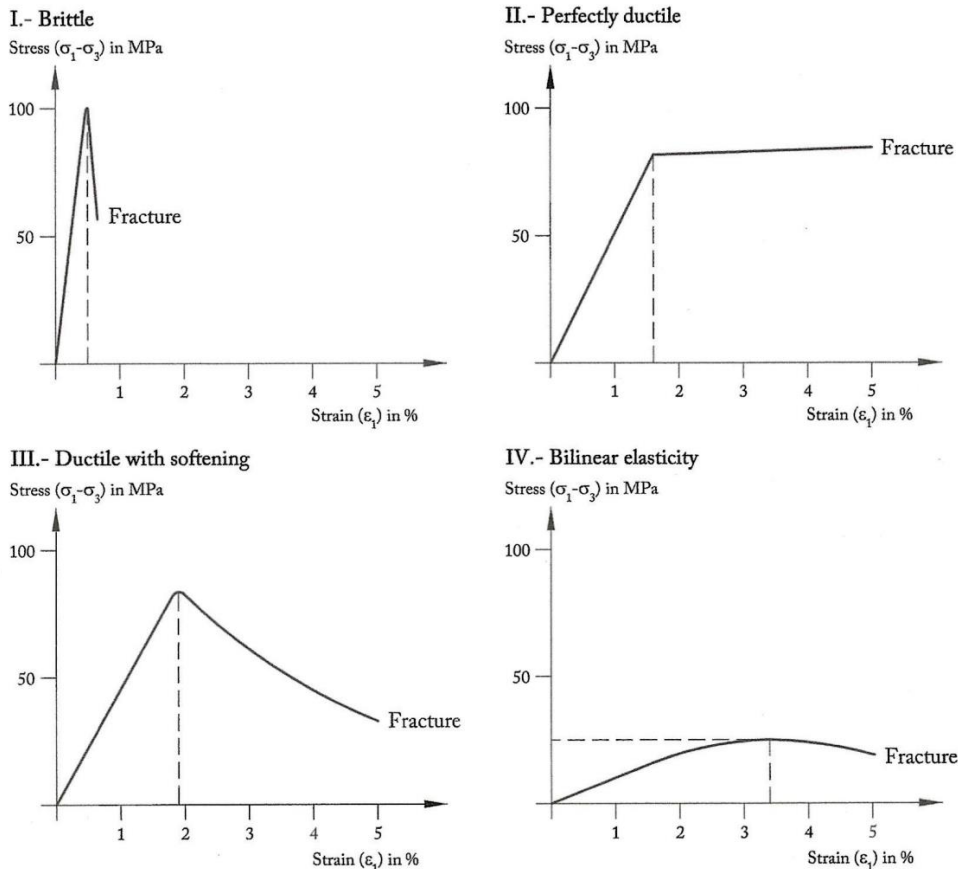 I.- Brittle
Stress (σ₁-σ₃) in MPa
100
50
Fracture
1 2 3 4 5
Strain (ε₁) in %
II.- Perfectly ductile
Stress (σ₁-σ₃) in MPa
100
50
Fracture
1 2 3 4 5
Strain (ε₁) in %
III.- Ductile with softening
Stress (σ₁-σ₃) in MPa
100
50
Fracture
1 2 3 4 5
Strain (ε₁) in %
IV.- Bilinear elasticity
Stress (σ₁-σ₃) in MPa
100
50
Fracture
1 2 3 4 5
Strain (ε₁) in %